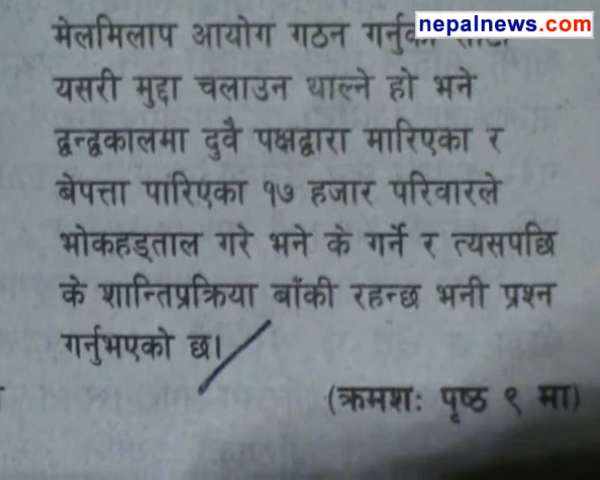 nepalnews.com
मेलमिलाप आयोग गठन गर्नुको
यसरी मुद्दा चलाउन थाल्ने हो भने
द्वन्द्वकालमा दुवै पक्षद्वारा मारिएका र
बेपत्ता पारिएका १७ हजार परिवारले
भोकहड्ताल गरे भने के गर्ने र त्यसपछि
के शान्तिप्रक्रिया बाँकी रहन्छ भनी प्रश्न
गर्नुभएको छ।
(क्रमशः पृष्ठ ९ मा)